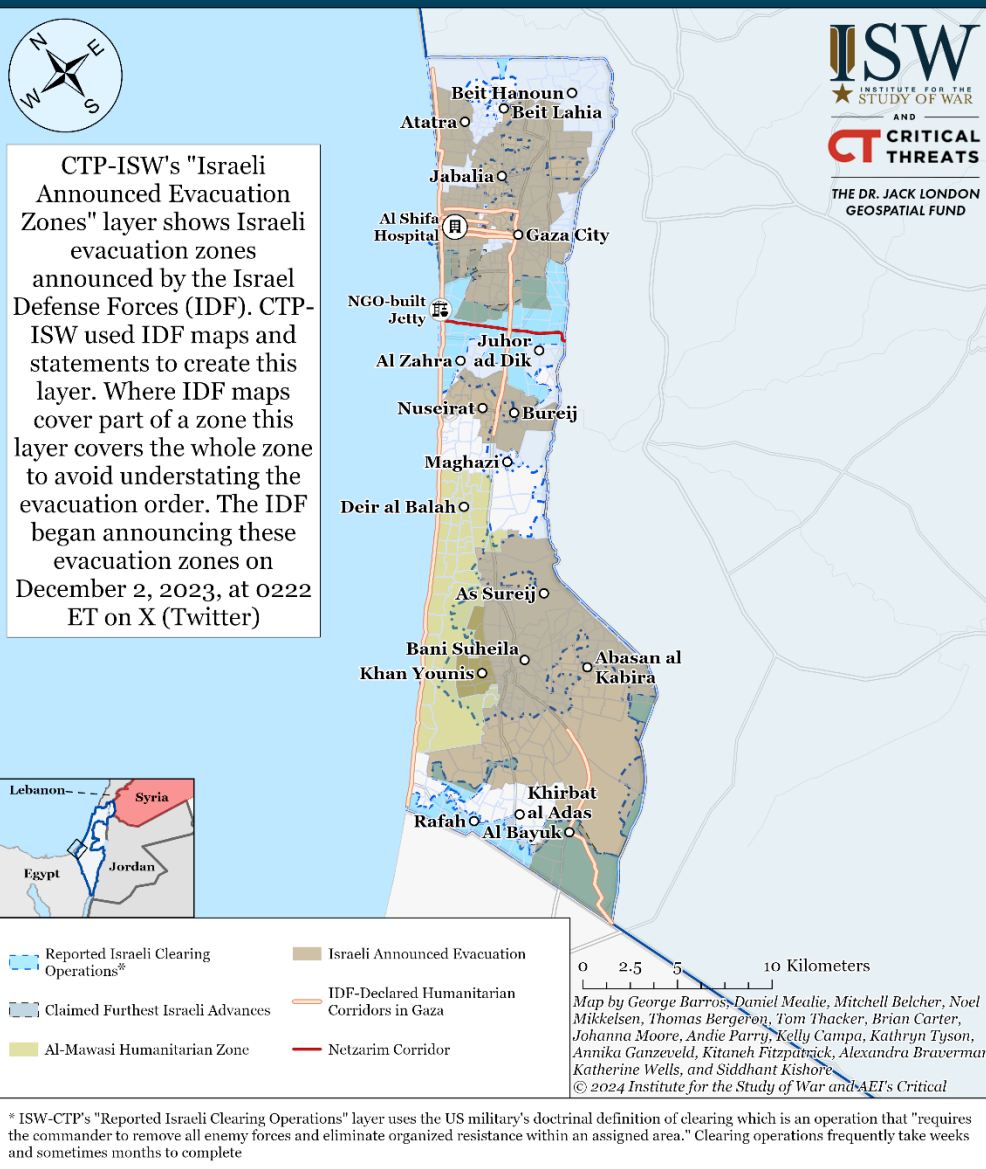 N
E
W
S
ISW
INSTITUTE FOR THE
STUDY OF WAR
AND
CT CRITICAL
THREATS
THE DR. JACK LONDON
GEOSPATIAL FUND
CTP-ISW's "Israeli
Announced Evacuation
Zones" layer shows Israeli
evacuation zones
announced by the Israel
Defense Forces (IDF). CTP-
ISW used IDF maps and
statements to create this
layer. Where IDF maps
cover part of a zone this
layer covers the whole zone
to avoid understating the
evacuation order. The IDF
began announcing these
evacuation zones on
December 2, 2023, at 0222
ET on X (Twitter)
Beit Hanoun
Beit Lahia
Atatra
Jabalia
Al Shifa
Hospital
Gaza City
NGO-built
Jetty
Juhor
ad Dik
Al Zahra
Nuseirat
Bureij
Maghazi
Deir al Balah
As Sureij
Bani Suheila
Abasan al
Kabira
Khan Younis
Khirbat
al Adas
Rafah
Al Bayuk
Lebanon
Syria
Egypt
Jordan
Reported Israeli Clearing
Operations*
Claimed Furthest Israeli Advances
Al-Mawasi Humanitarian Zone
Israeli Announced Evacuation
IDF-Declared Humanitarian
Corridors in Gaza
Netzarim Corridor
0 2.5 5 10 Kilometers
Map by George Barros, Daniel Mealie, Mitchell Belcher, Noel
Mikkelsen, Thomas Bergeron, Tom Thacker, Brian Carter,
Johanna Moore, Andie Parry, Kelly Campa, Kathryn Tyson,
Annika Ganzeveld, Kitaneh Fitzpatrick, Alexandra Braverman
Katherine Wells, and Siddhant Kishore
© 2024 Institute for the Study of War and AEI's Critical
* ISW-CTP's "Reported Israeli Clearing Operations" layer uses the US military's doctrinal definition of clearing which is an operation that "requires
the commander to remove all enemy forces and eliminate organized resistance within an assigned area." Clearing operations frequently take weeks
and sometimes months to complete